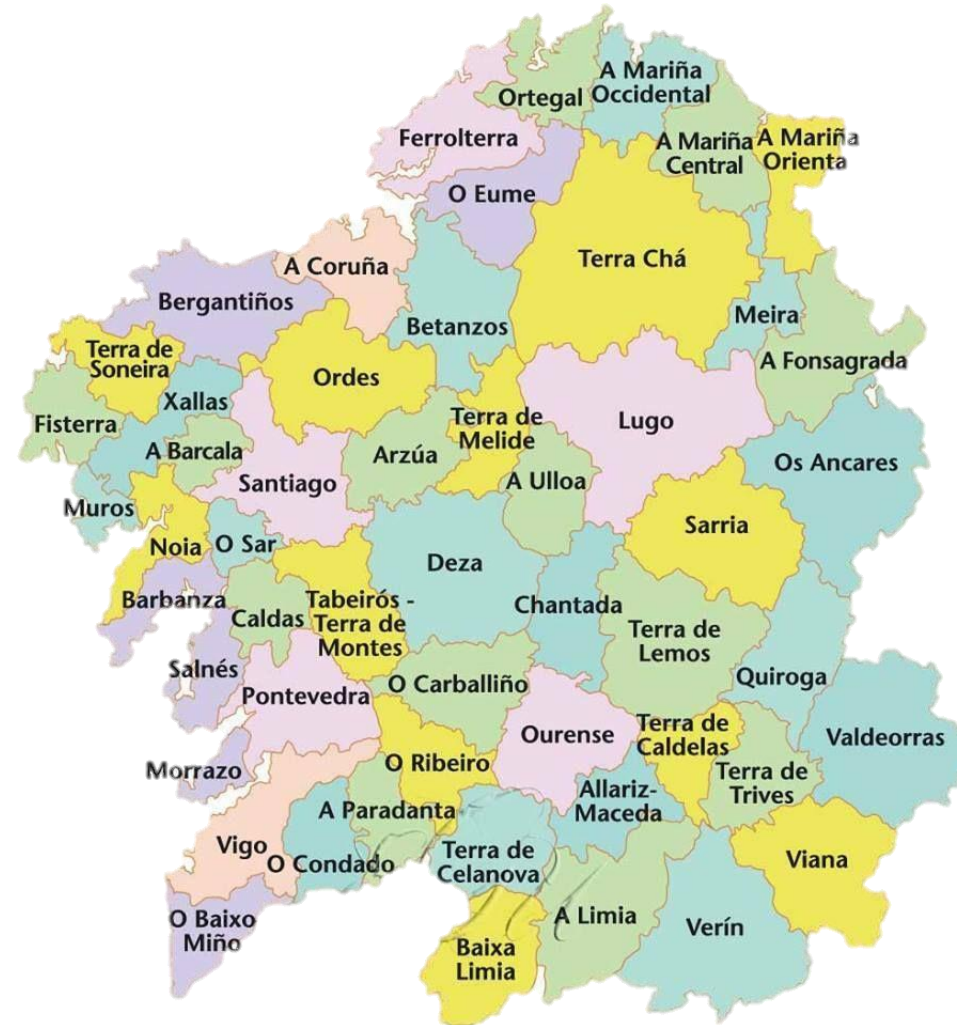 A Mariña
Occidental
Ortegal
Ferrolterra
A Mariña
Central
A Mariña
Orienta
O Eume
Terra Chá
A Coruña
Bergantiños
Betanzos
Meira
Terra de
Soneira
A Fonsagrada
Ordes
Xallas
Fisterra
Terra de
Melide
Lugo
A Barcala
Arzúa
Os Ancares
Santiago
A Ulloa
Muros
Sarria
Noia
O Sar
Deza
Barbanza
Caldas
Tabeirós -
Terra de
Montes
Chantada
Terra de
Lemos
Salnés
Pontevedra
O Carballiño
Quiroga
Ourense
Terra de
Caldelas
Valdeorras
Morrazo
O Ribeiro
Terra de
Trives
Allariz-
Maceda
A Paradanta
Vigo
O Condado
Terra de
Celanova
Viana
O Baixo
Miño
A Limia
Verín
Baixa
Limia